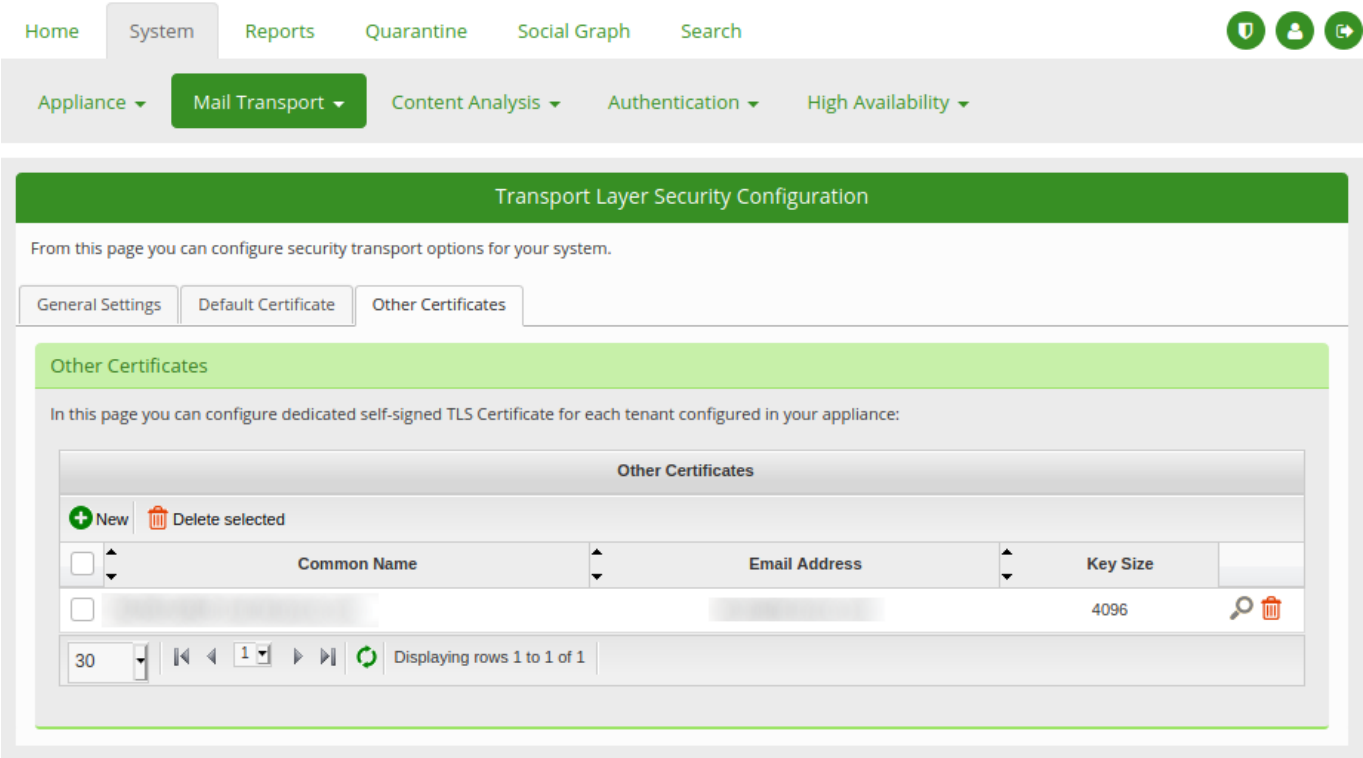 Home System Reports Quarantine Social Graph Search
Appliance Mail Transport Content Analysis Authentication High Availability
Transport Layer Security Configuration
From this page you can configure security transport options for your system.
General Settings Default Certificate Other Certificates
Other Certificates
In this page you can configure dedicated self-signed TLS Certificate for each tenant configured in your appliance:
Other Certificates
New Delete selected
Common Name Email Address Key Size
4096
30 1 Displaying rows 1 to 1 of 1